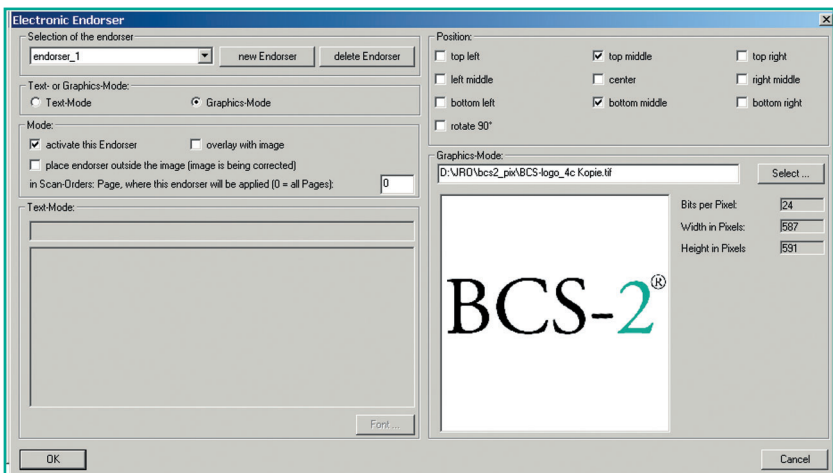 Electronic Endorser
Selection of the endorser
endorser_1
new Endorser
delete Endorser
Text- or Graphics-Mode:
Text-Mode
Graphics-Mode
Mode:
activate this Endorser
overlay with image
place endorser outside the image (image is being corrected)
in Scan-Orders: Page, where this endorser will be applied (0 = all Pages):
0
Text-Mode:
Font ...
Position:
top left
top middle
top right
left middle
center
right middle
bottom left
bottom middle
bottom right
rotate 90°
Graphics-Mode:
D:\JRO\bcs2_pix\BCS-logo_4c Kopie.tif
Select ...
BCS-2®
Bits per Pixel:
24
Width in Pixels:
587
Height in Pixels
591
OK
Cancel